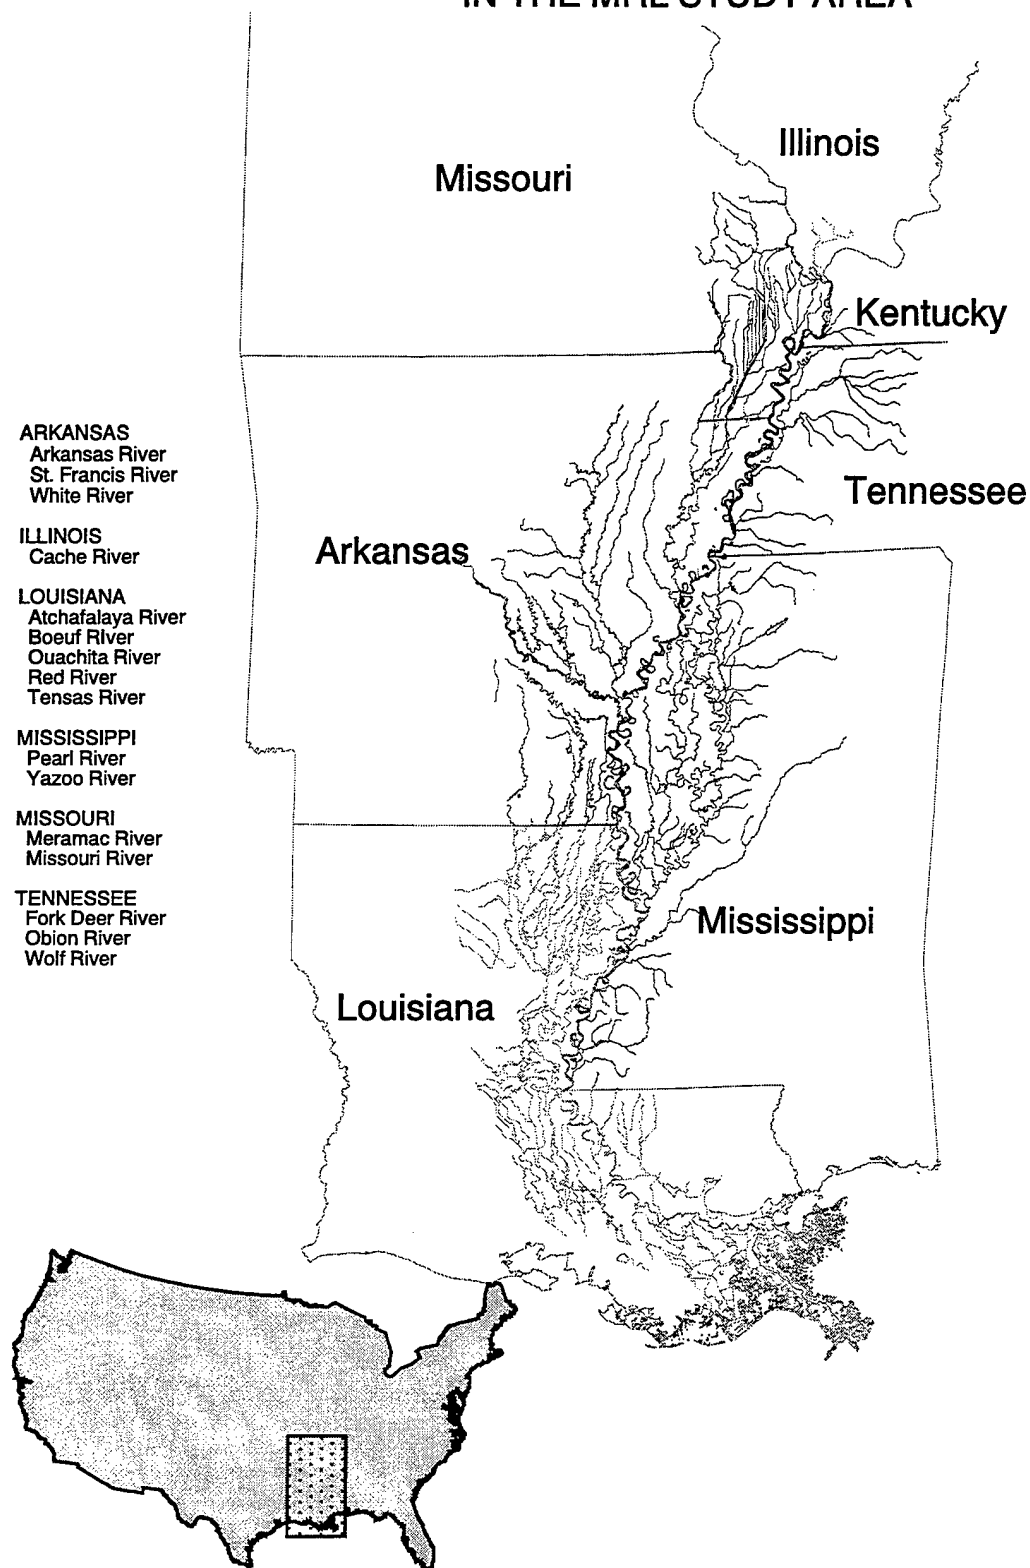 IN THE MRL STUDY AREA
Illinois
Missouri
Kentucky
Tennessee
Arkansas
Mississippi
Louisiana
ARKANSAS
Arkansas River
St. Francis River
White River
ILLINOIS
Cache River
LOUISIANA
Atchafalaya River
Boeuf River
Ouachita River
Red River
Tensas River
MISSISSIPPI
Pearl River
Yazoo River
MISSOURI
Meramac River
Missouri River
TENNESSEE
Fork Deer River
Obion River
Wolf River